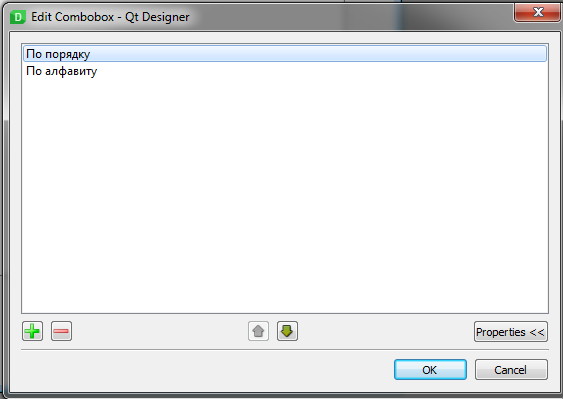 D Edit Combobox - Qt Designer
По порядку
По алфавиту
Properties <<
OK
Cancel